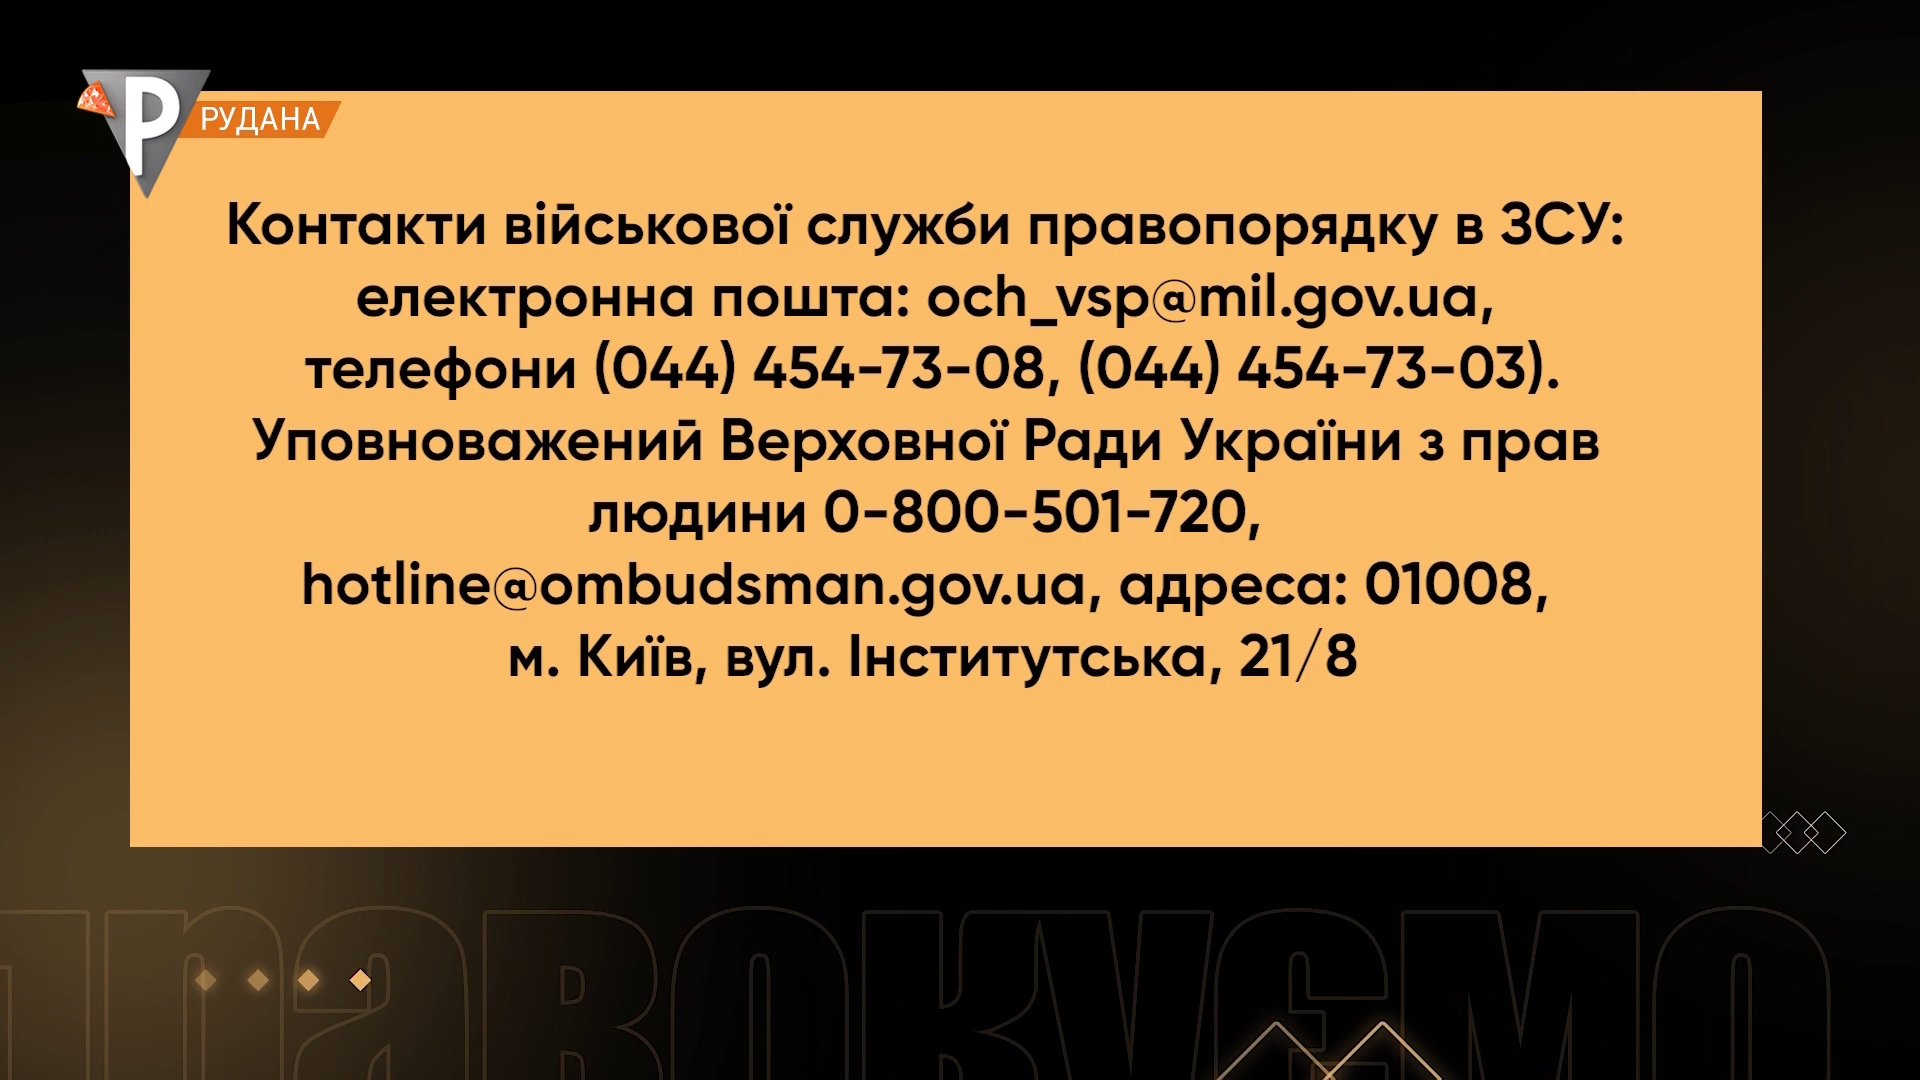 Р РУДАНА
Контакти військової служби правопорядку в ЗСУ:
електронна пошта: och_vsp@mil.gov.ua,
телефони (044) 454-73-08, (044) 454-73-03).
Уповноважений Верховної Ради України з прав
людини 0-800-501-720,
hotline@ombudsman.gov.ua, адреса: 01008,
м. Київ, вул. Інститутська, 21/8
ПРАВОКУЄМО